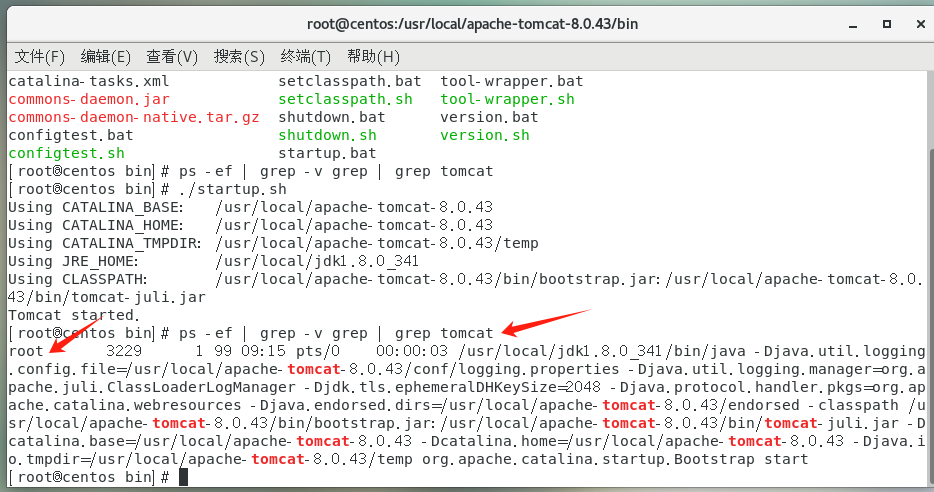 root@centos:/usr/local/apache-tomcat-8.0.43/bin
文件(F) 编辑(E) 查看(V) 搜索(S) 终端(T) 帮助(H)
catalina-tasks.xml setclasspath.bat tool-wrapper.bat
commons-daemon.jar setclasspath.sh tool-wrapper.sh
commons-daemon-native.tar.gz shutdown.bat version.bat
configtest.bat shutdown.sh version.sh
configtest.sh startup.bat
[root@centos bin]# ps -ef | grep -v grep | grep tomcat
[root@centos bin]# ./startup.sh
Using CATALINA_BASE: /usr/local/apache-tomcat-8.0.43
Using CATALINA_HOME: /usr/local/apache-tomcat-8.0.43
Using CATALINA_TMPDIR: /usr/local/apache-tomcat-8.0.43/temp
Using JRE_HOME: /usr/local/jdk1.8.0_341
Using CLASSPATH: /usr/local/apache-tomcat-8.0.43/bin/bootstrap.jar:/usr/local/apache-tomcat-8.0.
43/bin/tomcat-juli.jar
Tomcat started.
[root@centos bin]# ps -ef | grep -v grep | grep tomcat
root 3229 1 99 09:15 pts/0 00:00:03 /usr/local/jdk1.8.0_341/bin/java -Djava.util.logging
.config.file=/usr/local/apache-tomcat-8.0.43/conf/logging.properties -Djava.util.logging.manager=org.a
pache.juli.ClassLoaderLogManager -Djdk.tls.ephemeralDHKeySize=2048 -Djava.protocol.handler.pkgs=org.ap
ache.catalina.webresources -Djava.endorsed.dirs=/usr/local/apache-tomcat-8.0.43/endorsed -classpath /u
sr/local/apache-tomcat-8.0.43/bin/bootstrap.jar:/usr/local/apache-tomcat-8.0.43/bin/tomcat-juli.jar -D
catalina.base=/usr/local/apache-tomcat-8.0.43 -Dcatalina.home=/usr/local/apache-tomcat-8.0.43 -Djava.i
o.tmpdir=/usr/local/apache-tomcat-8.0.43/temp org.apache.catalina.startup.Bootstrap start
[root@centos bin]#